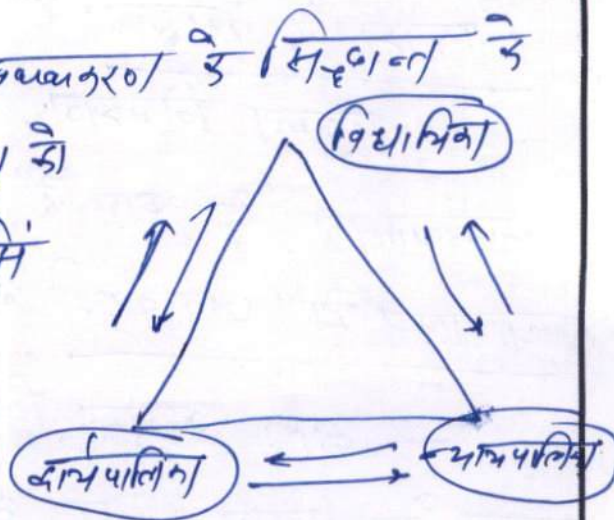 के सिद्धान्त के
को
विधायिका
में
कार्यपालिका
न्यायपालिका